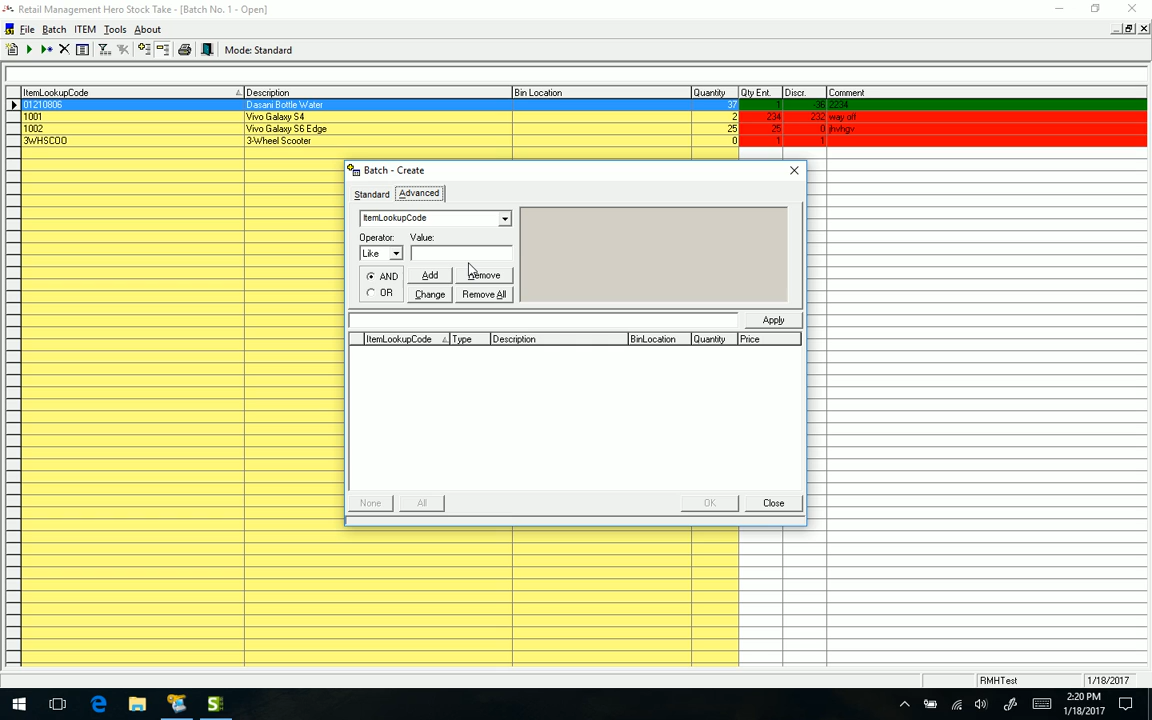 Retail Management Hero Stock Take - [Batch No. 1 - Open]
File Batch ITEM Tools About
Mode: Standard
ItemLookupCode Description Bin Location Quantity Qty Ent. Discr. Comment
01210806 Dasani Bottle Water 37 1 -36 2234
1001 Vivo Galaxy S4 2 234 232 way off
1002 Vivo Galaxy S6 Edge 25 25 0 jhvhgv
3WHSCOO 3-Wheel Scooter 0 1 1
Batch - Create
Standard Advanced
ItemLookupCode
Operator: Value:
Like
AND Add Remove
OR Change Remove All
Apply
ItemLookupCode Type Description BinLocation Quantity Price
None All OK Close
RMHTest 1/18/2017
2:20 PM
1/18/2017